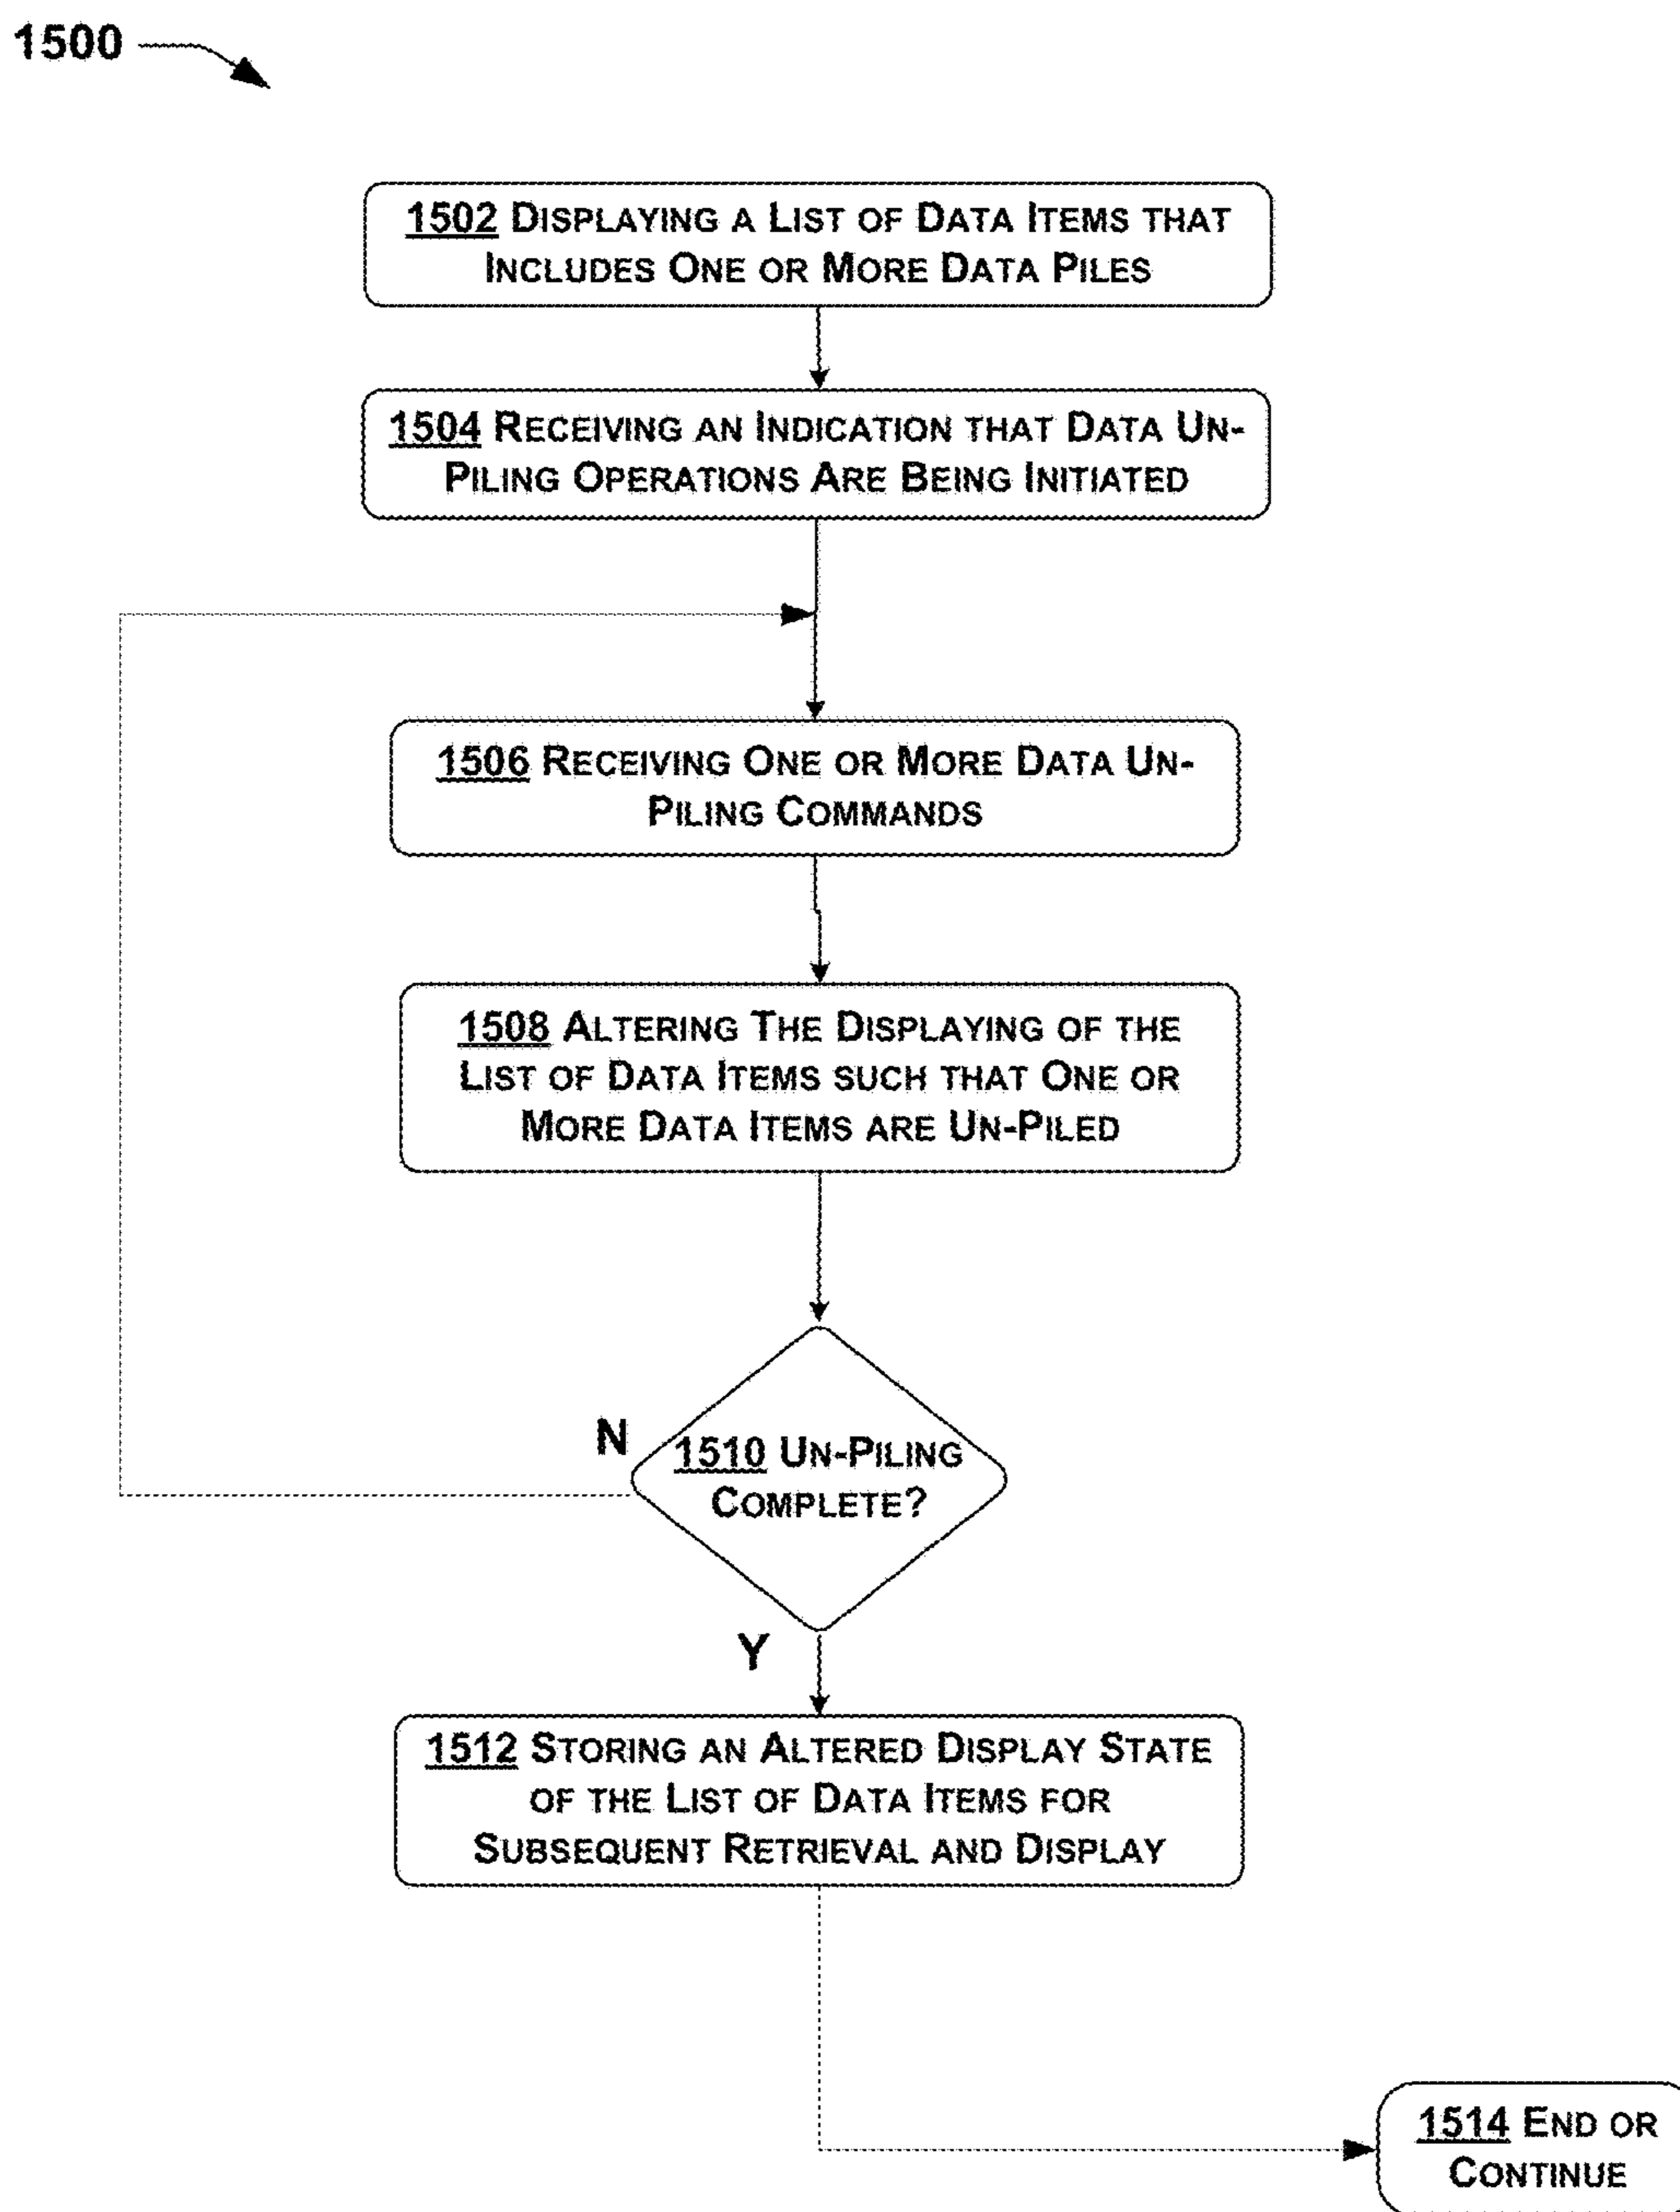 1500
1502 DISPLAYING A LIST OF DATA ITEMS THAT
INCLUDES ONE OR MORE DATA PILES
1504 RECEIVING AN INDICATION THAT DATA UN-
PILING OPERATIONS ARE BEING INITIATED
1506 RECEIVING ONE OR MORE DATA UN-
PILING COMMANDS
1508 ALTERING THE DISPLAYING OF THE
LIST OF DATA ITEMS SUCH THAT ONE OR
MORE DATA ITEMS ARE UN-PILED
N
1510 UN-PILING
COMPLETE?
Y
1512 STORING AN ALTERED DISPLAY STATE
OF THE LIST OF DATA ITEMS FOR
SUBSEQUENT RETRIEVAL AND DISPLAY
1514 END OR
CONTINUE